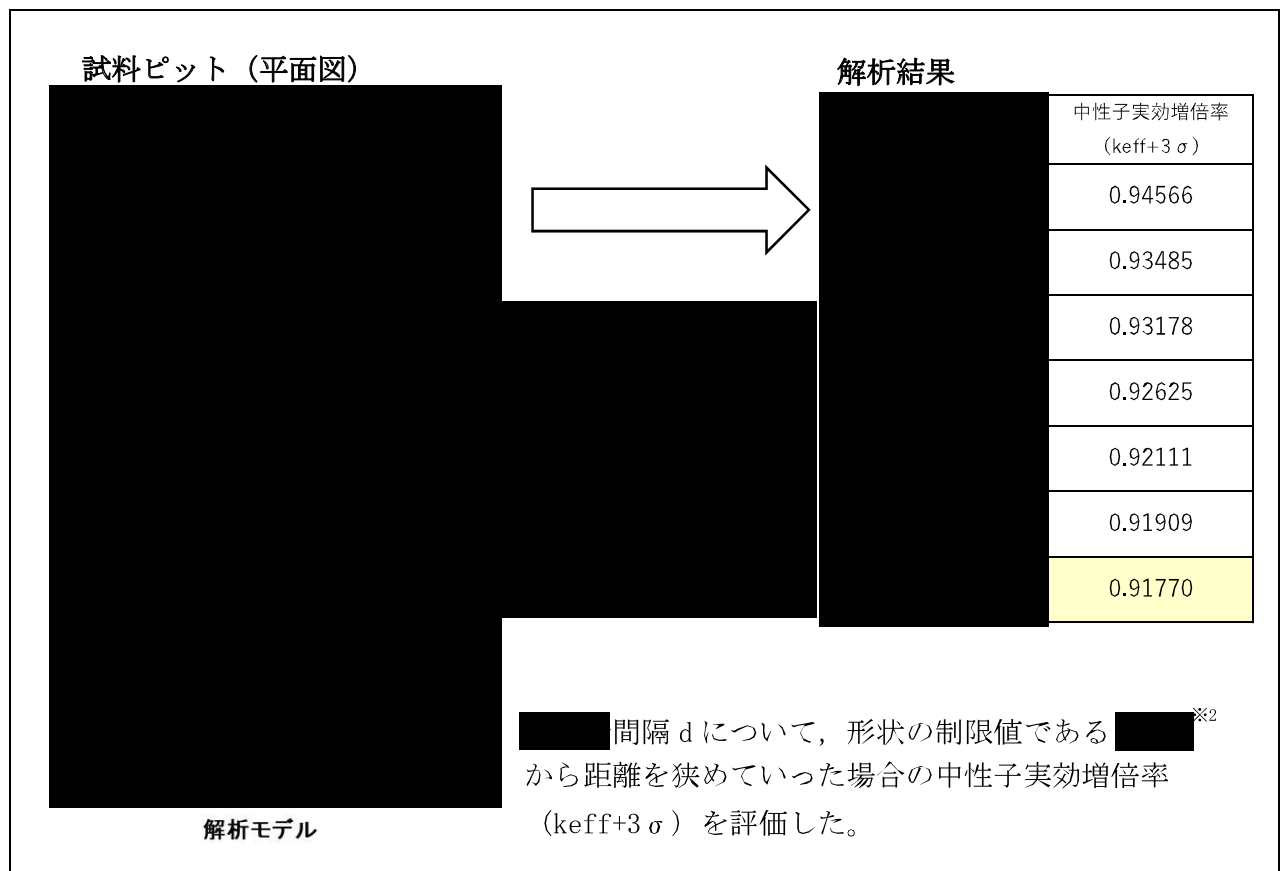 試料ピット（平面図）
解析結果
中性子実効増倍率
（keff+3σ）
0.94566
0.93485
0.93178
0.92625
0.92111
0.91909
0.91770
間隔 d について，形状の制限値である ※2
から距離を狭めていった場合の中性子実効増倍率
（keff+3σ）を評価した。
解析モデル